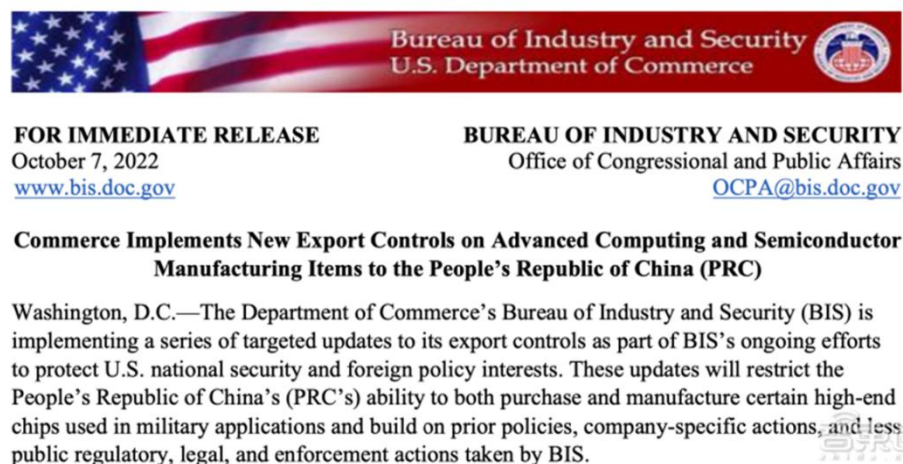 Bureau of Industry and Security
U.S. Department of Commerce
FOR IMMEDIATE RELEASE
BUREAU OF INDUSTRY AND SECURITY
October 7, 2022
Office of Congressional and Public Affairs
www.bis.doc.gov
OCPA@bis.doc.gov
Commerce Implements New Export Controls on Advanced Computing and Semiconductor
Manufacturing Items to the People’s Republic of China (PRC)
Washington, D.C.—The Department of Commerce’s Bureau of Industry and Security (BIS) is
implementing a series of targeted updates to its export controls as part of BIS’s ongoing efforts
to protect U.S. national security and foreign policy interests. These updates will restrict the
People’s Republic of China’s (PRC’s) ability to both purchase and manufacture certain high-end
chips used in military applications and build on prior policies, company-specific actions, and less
public regulatory, legal, and enforcement actions taken by BIS.